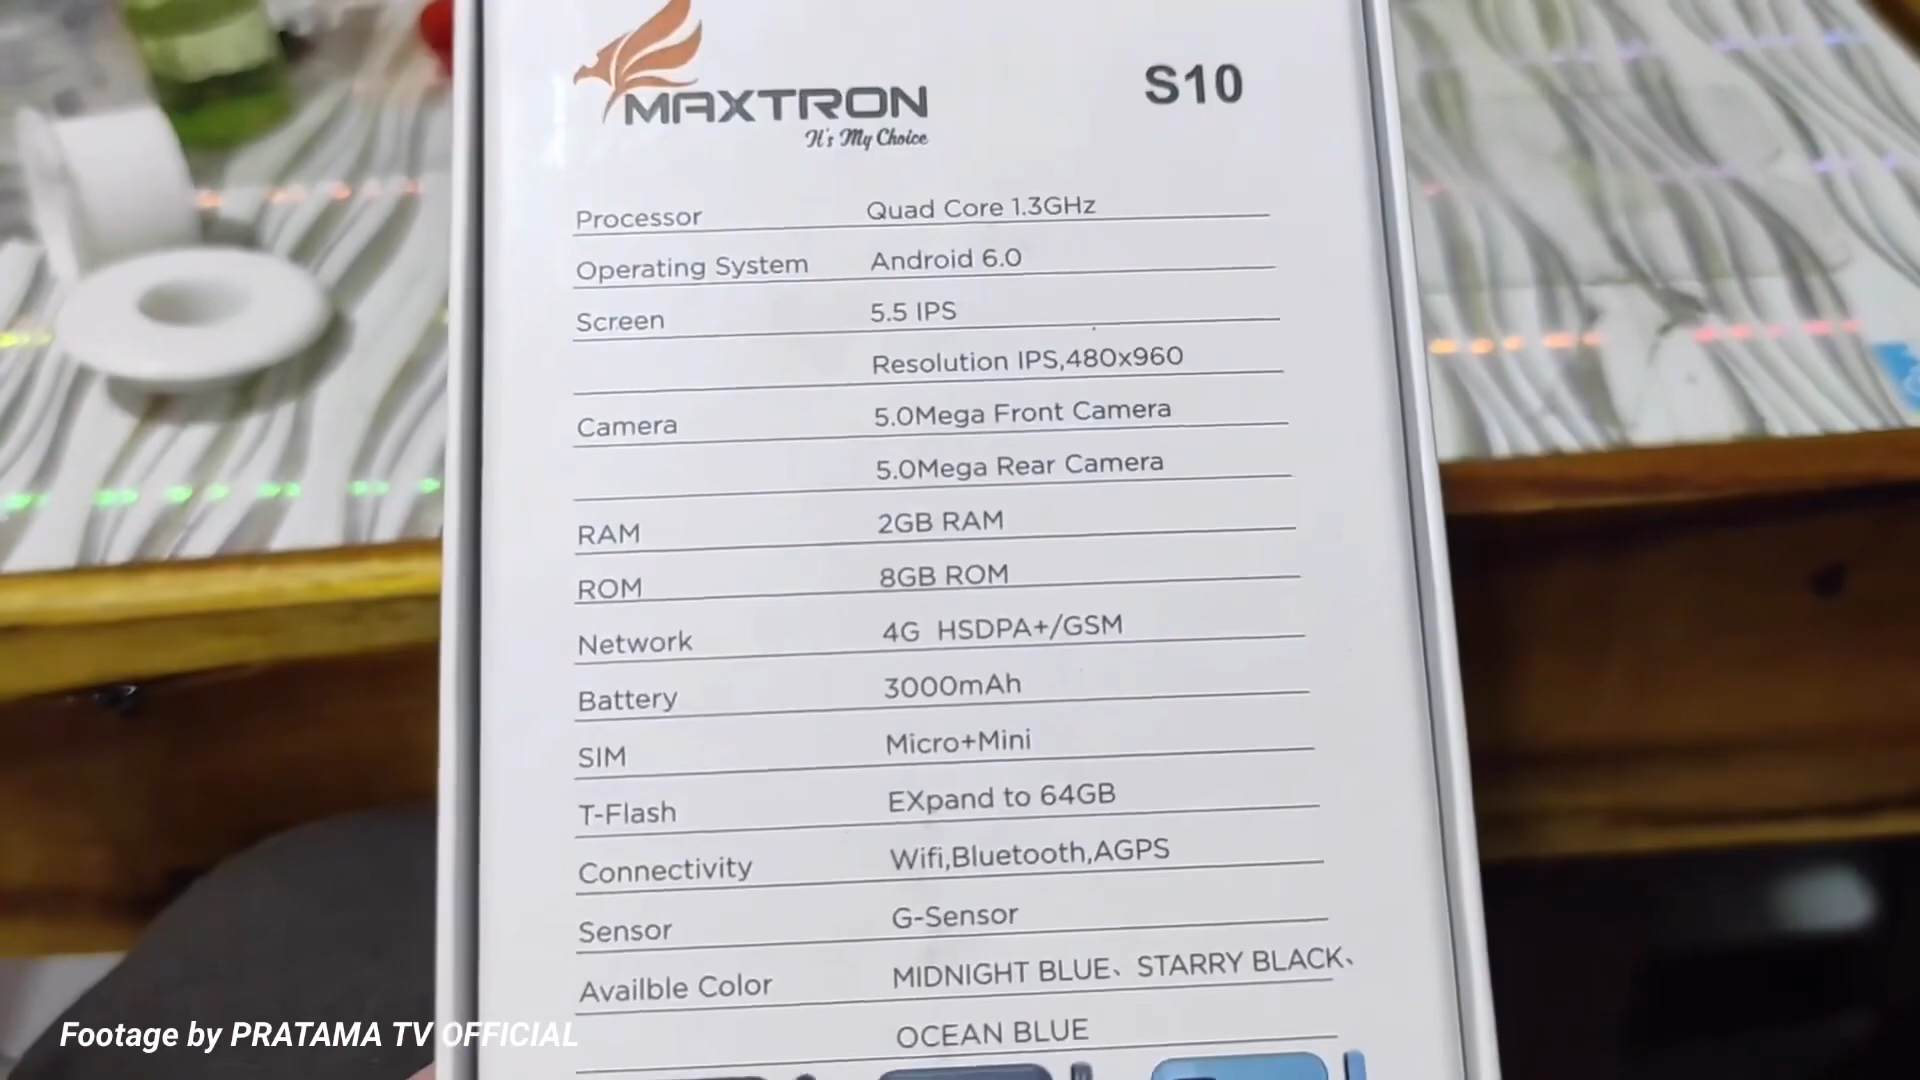 MAXTRON
It's My Choice
S10
Processor Quad Core 1.3GHz
Operating System Android 6.0
Screen 5.5 IPS
Resolution IPS,480x960
Camera 5.0Mega Front Camera
5.0Mega Rear Camera
RAM 2GB RAM
ROM 8GB ROM
Network 4G HSDPA+/GSM
Battery 3000mAh
SIM Micro+Mini
T-Flash EXpand to 64GB
Connectivity Wifi,Bluetooth,AGPS
Sensor G-Sensor
Availble Color MIDNIGHT BLUE、STARRY BLACK、
OCEAN BLUE
Footage by PRATAMA TV OFFICIAL